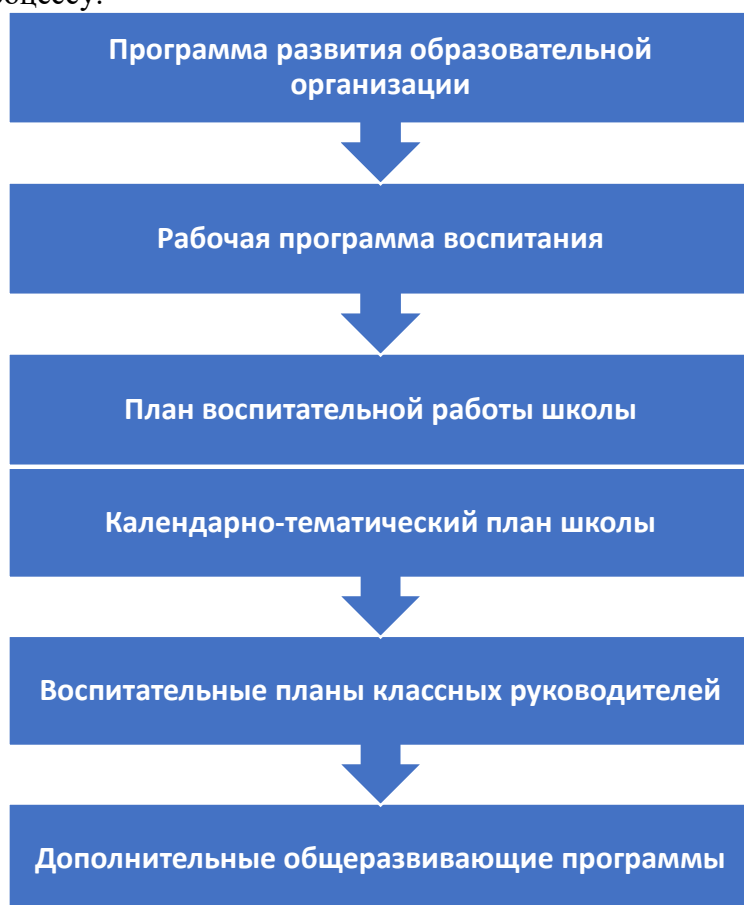 Программа развития образовательной
организации
Рабочая программа воспитания
План воспитательной работы школы
Календарно-тематический план школы
Воспитательные планы классных руководителей
Дополнительные общеразвивающие программы